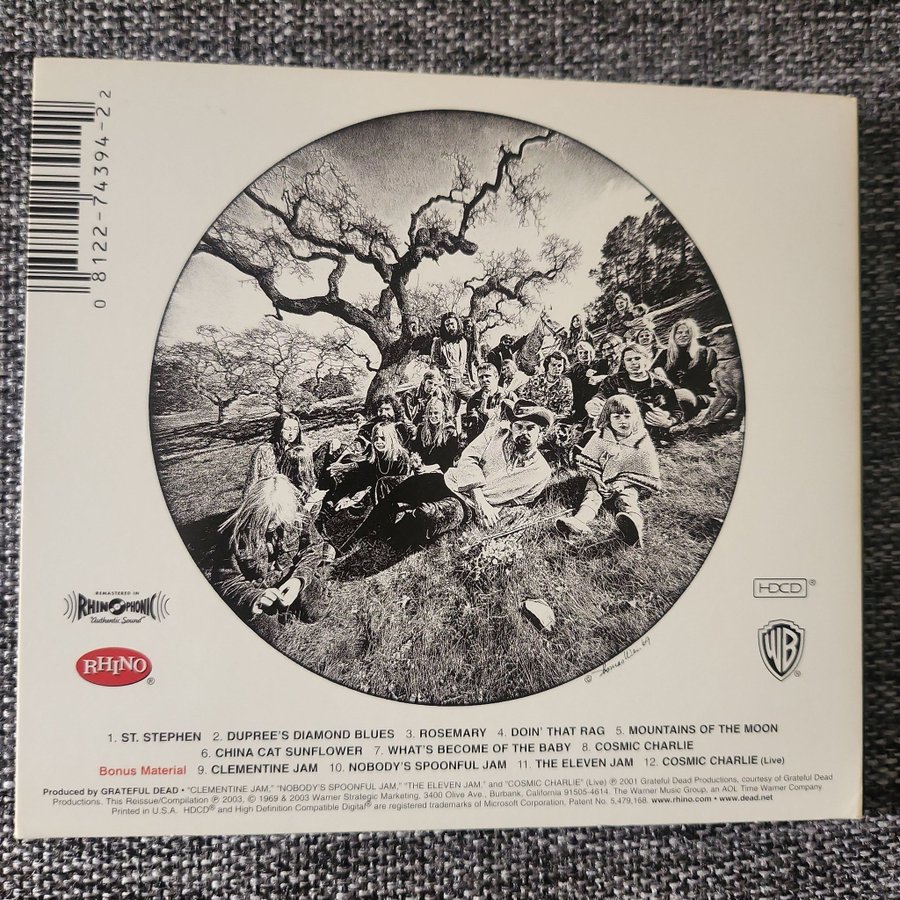 0 8122-74394-2 2
REMASTERED IN
RHINOPHONIC
"Authentic Sound"
RHINO®
HDCD®
WB®
© Thomas Weir 69
1. ST. STEPHEN 2. DUPREE'S DIAMOND BLUES 3. ROSEMARY 4. DOIN' THAT RAG 5. MOUNTAINS OF THE MOON
6. CHINA CAT SUNFLOWER 7. WHAT'S BECOME OF THE BABY 8. COSMIC CHARLIE
Bonus Material 9. CLEMENTINE JAM 10. NOBODY'S SPOONFUL JAM 11. THE ELEVEN JAM 12. COSMIC CHARLIE (Live)
Produced by GRATEFUL DEAD • "CLEMENTINE JAM," "NOBODY'S SPOONFUL JAM," "THE ELEVEN JAM," and "COSMIC CHARLIE" (Live) ℗ 2001 Grateful Dead Productions, courtesy of Grateful Dead
Productions. This Reissue/Compilation ℗ 2003, © 1969 & 2003 Warner Strategic Marketing, 3400 Olive Ave., Burbank, California 91505-4614. The Warner Music Group, an AOL Time Warner Company
Printed in U.S.A. HDCD® and High Definition Compatible Digital® are registered trademarks of Microsoft Corporation. Patent No. 5,479,168. www.rhino.com • www.dead.net